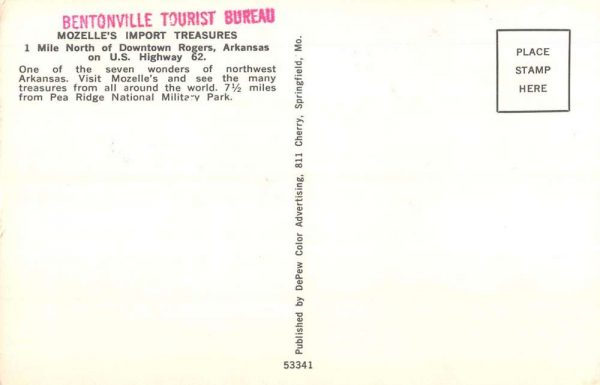 BENTONVILLE TOURIST BUREAU
MOZELLE'S IMPORT TREASURES
1 Mile North of Downtown Rogers, Arkansas
on U.S. Highway 62.
One of the seven wonders of northwest
Arkansas. Visit Mozelle's and see the many
treasures from all around the world. 7½ miles
from Pea Ridge National Military Park.
PLACE
STAMP
HERE
Published by DePew Color Advertising, 811 Cherry, Springfield, Mo.
53341